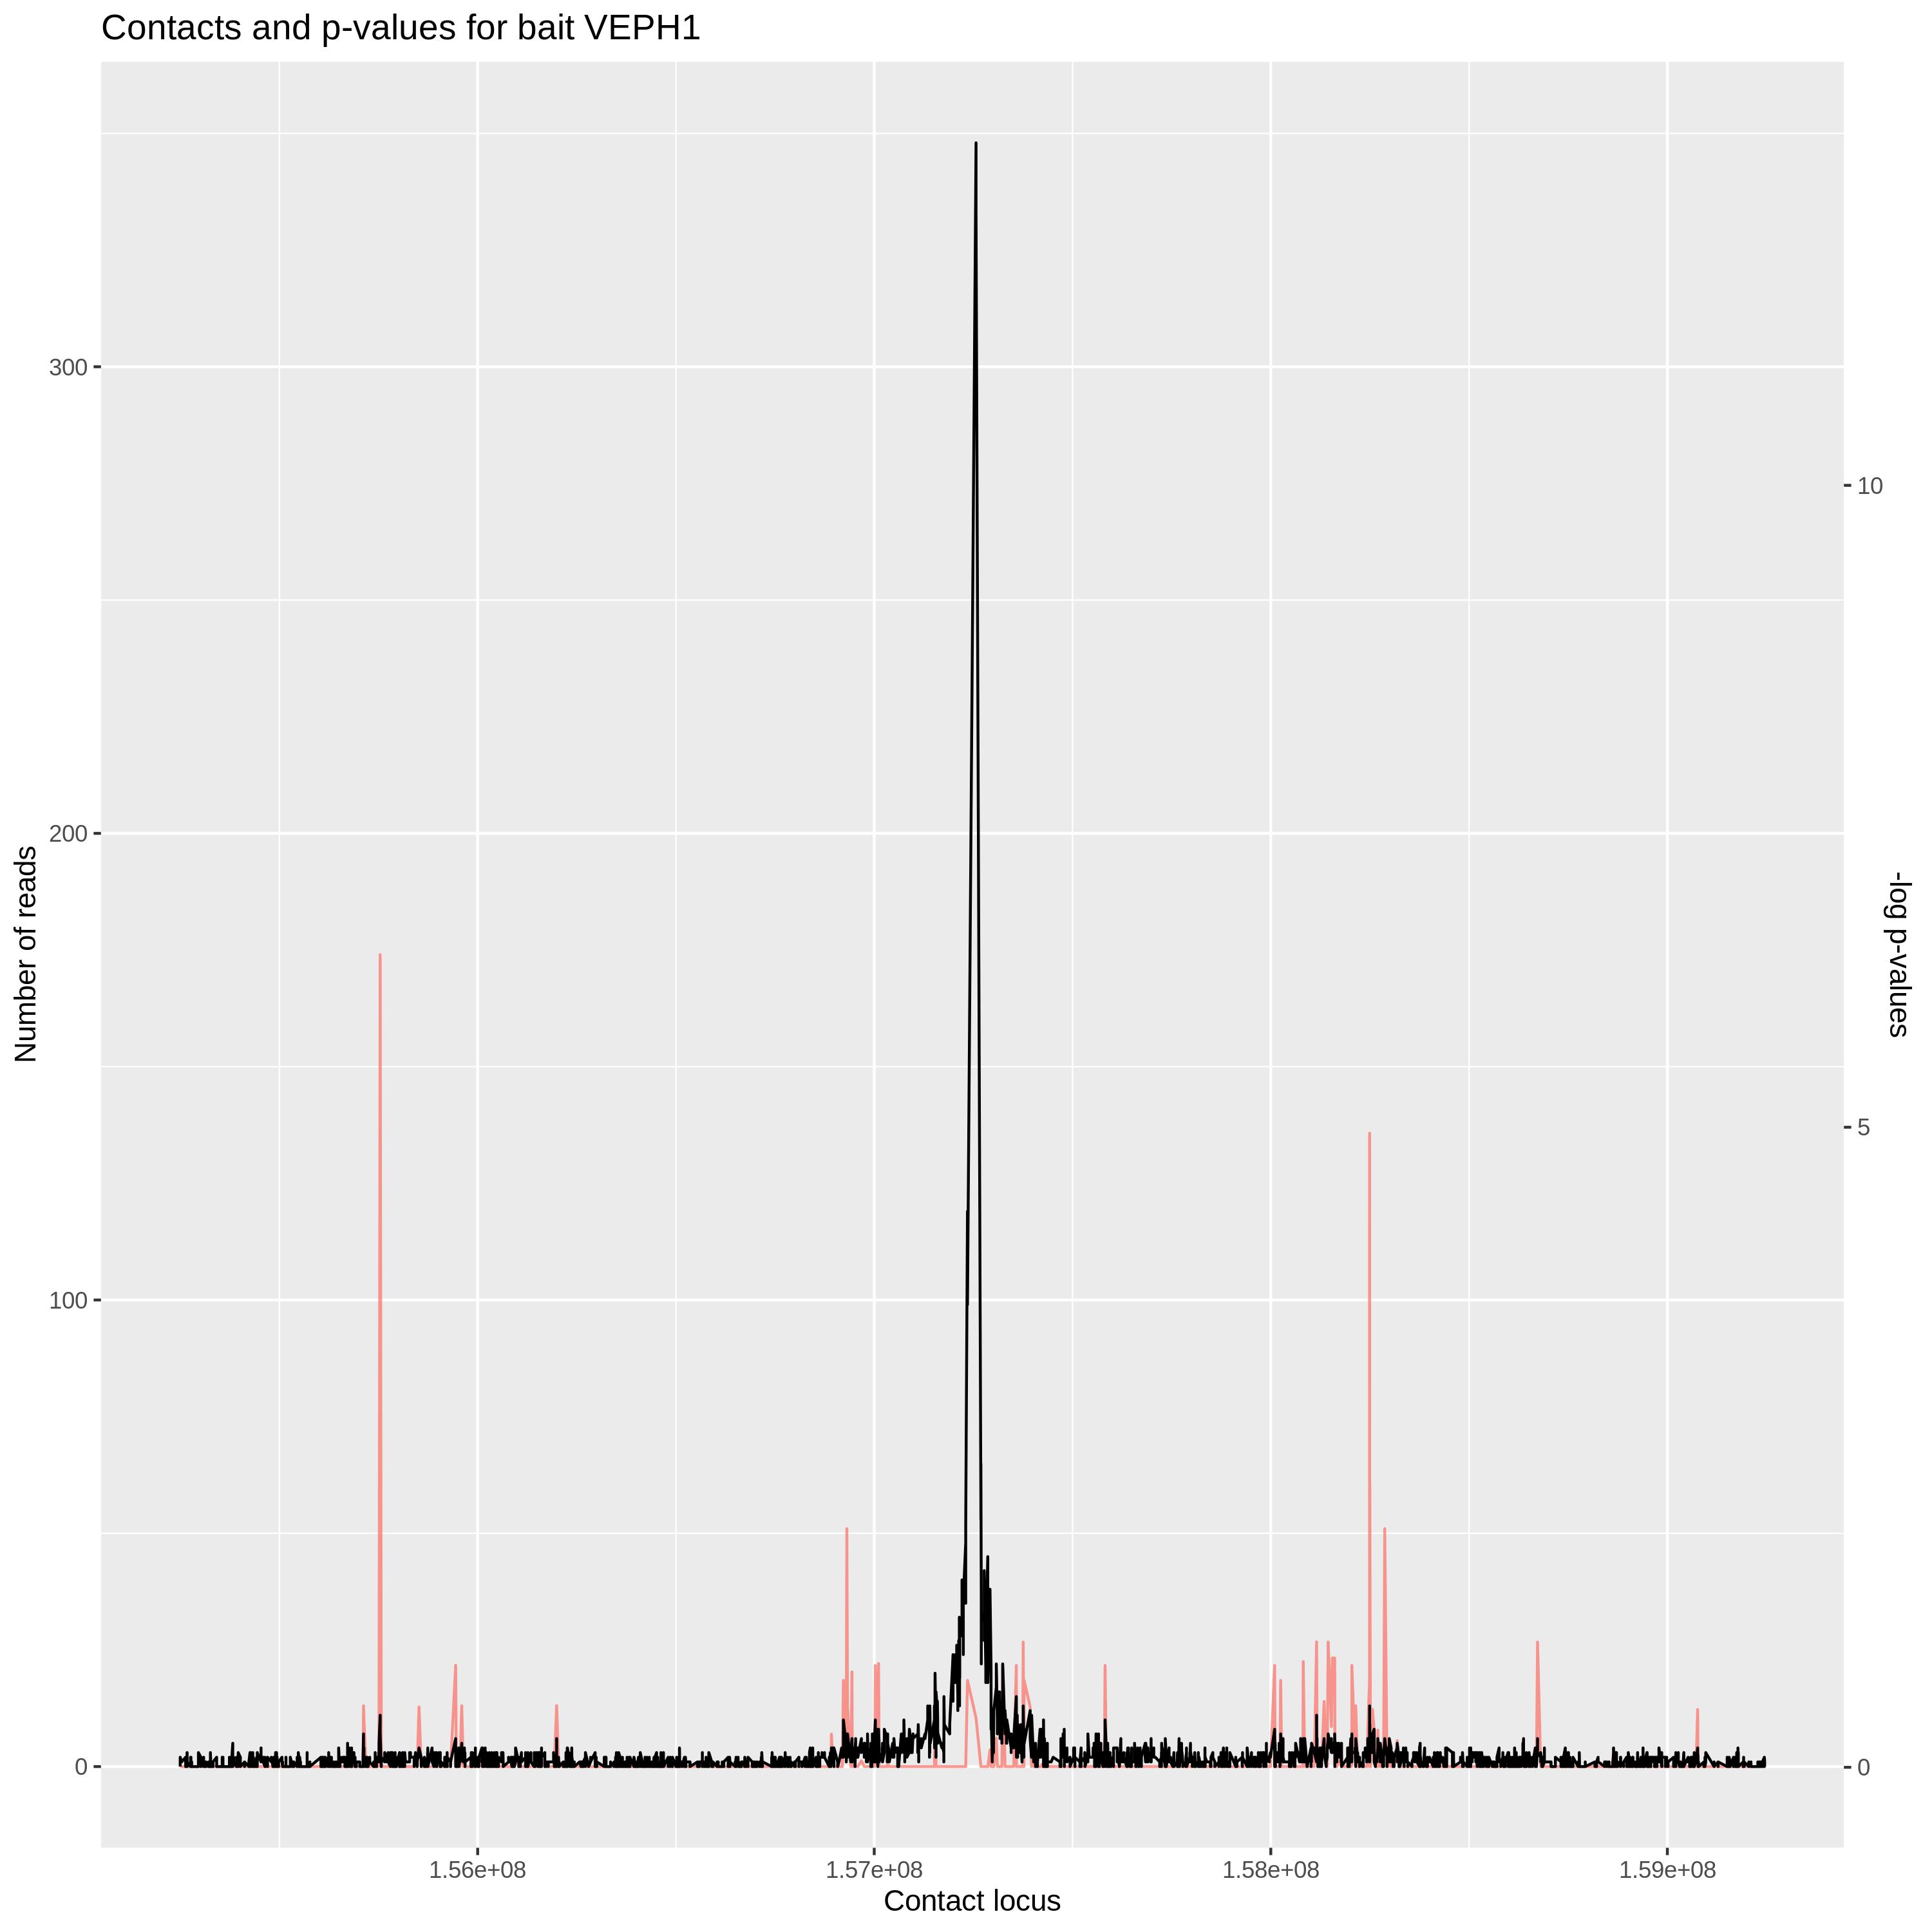 Contacts and p-values for bait VEPH1
300
200
100
0
Number of reads
10
5
0
-log p-values
1.56e+08
1.57e+08
1.58e+08
1.59e+08
Contact locus